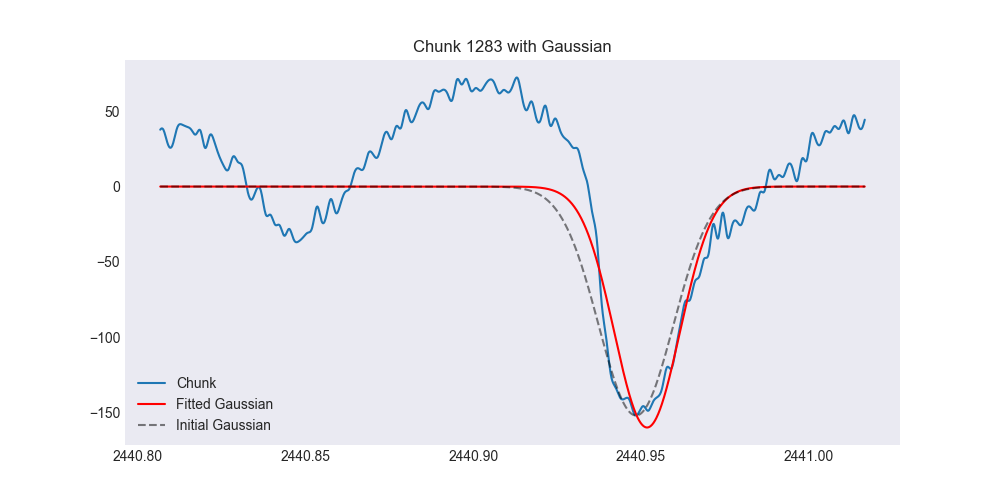 Chunk 1283 with Gaussian
50
0
−50
−100
−150
Chunk
Fitted Gaussian
Initial Gaussian
2440.80 2440.85 2440.90 2440.95 2441.00